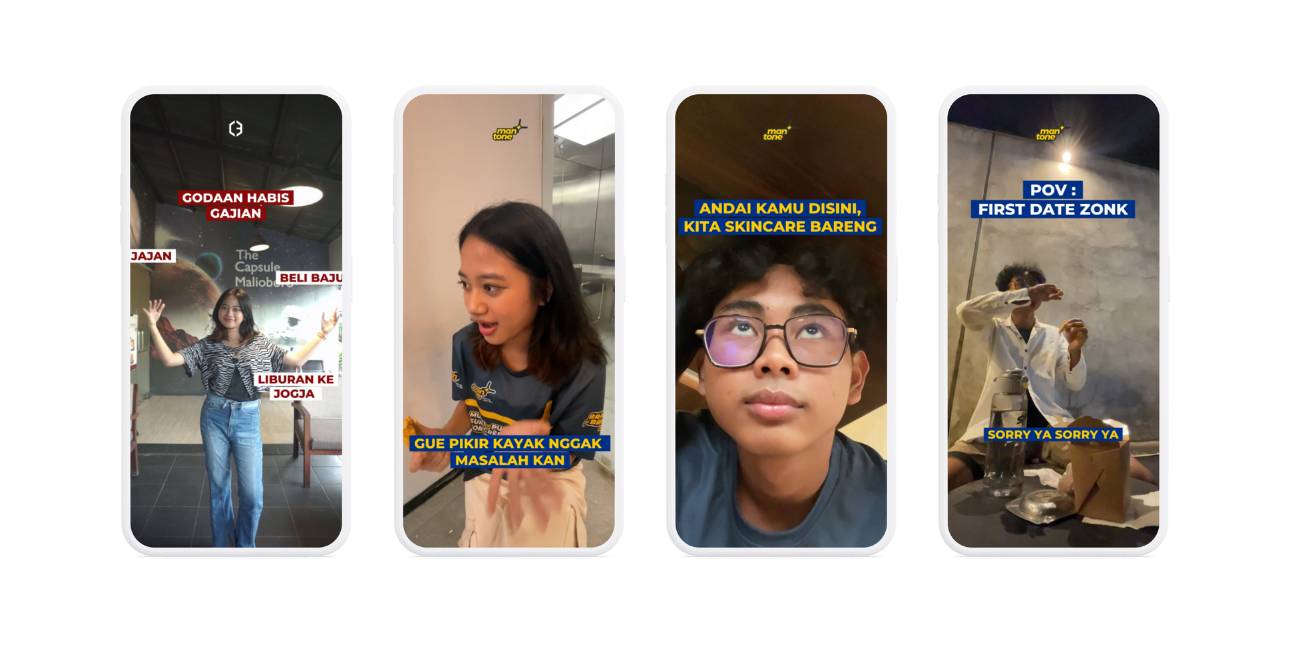 GODAAN HABIS
GAJIAN
The
Capsule
Maliobor
JAJAN
BELI BAJU
LIBURAN KE
JOGJA
man
tone
GUE PIKIR KAYAK NGGAK
MASALAH KAN
man
tone
ANDAI KAMU DISINI,
KITA SKINCARE BARENG
man
tone
POV :
FIRST DATE ZONK
SORRY YA SORRY YA